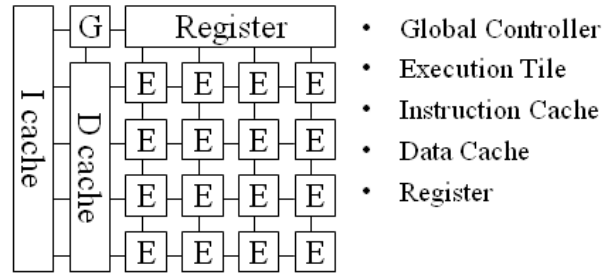 G Register
I cache
D cache
E E E E
E E E E
E E E E
E E E E
• Global Controller
• Execution Tile
• Instruction Cache
• Data Cache
• Register